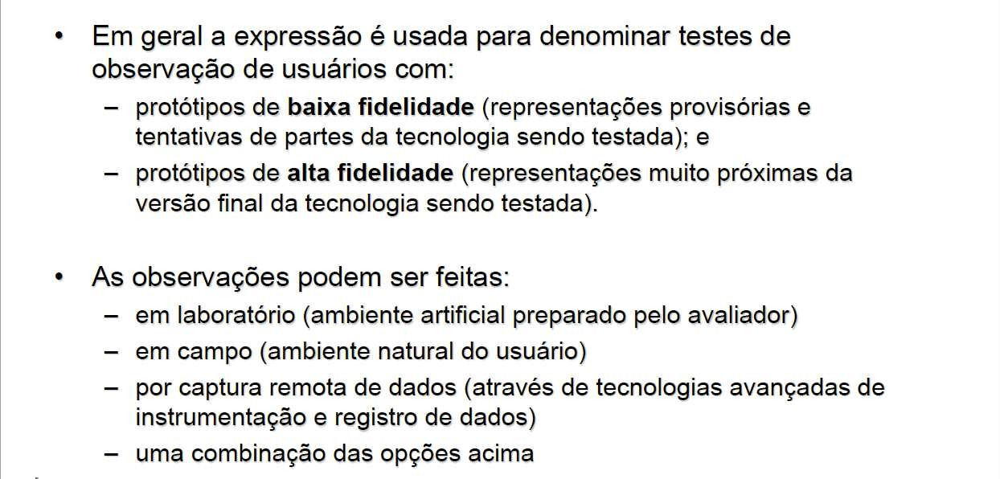 • Em geral a expressão é usada para denominar testes de
observação de usuários com:
– protótipos de baixa fidelidade (representações provisórias e
tentativas de partes da tecnologia sendo testada); e
– protótipos de alta fidelidade (representações muito próximas da
versão final da tecnologia sendo testada).
• As observações podem ser feitas:
– em laboratório (ambiente artificial preparado pelo avaliador)
– em campo (ambiente natural do usuário)
– por captura remota de dados (através de tecnologias avançadas de
instrumentação e registro de dados)
– uma combinação das opções acima